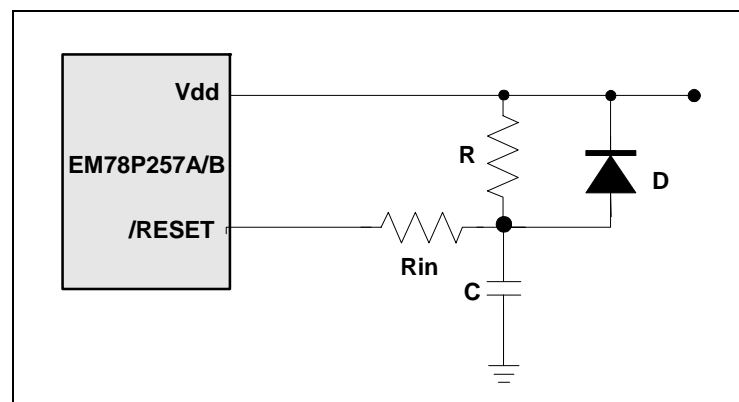 Vdd
EM78P257A/B
/RESET
R
D
Rin
C